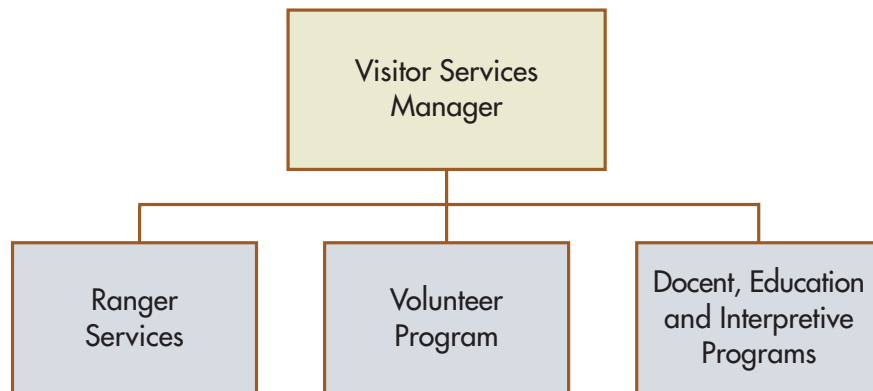 Visitor Services
Manager
Ranger
Services
Volunteer
Program
Docent, Education
and Interpretive
Programs